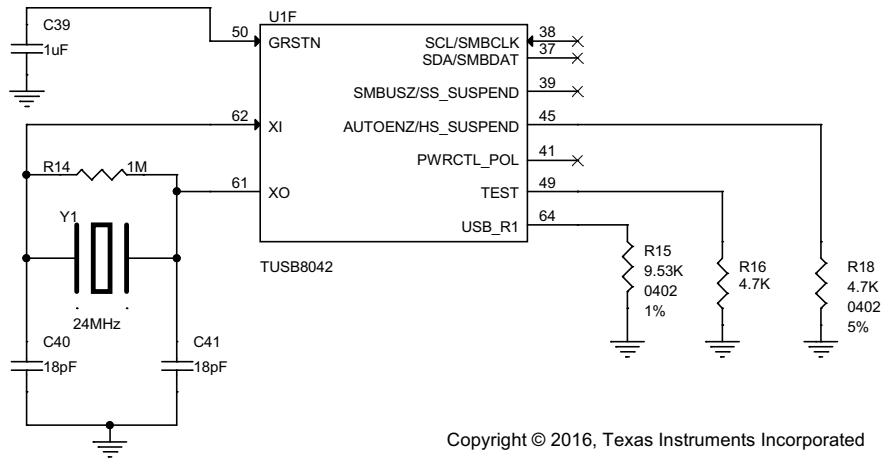 U1F
C39
1uF
50
GRSTN
SCL/SMBCLK
38
SDA/SMBDAT
37
SMBUSZ/SS_SUSPEND
39
62
XI
AUTOENZ/HS_SUSPEND
45
PWRCTL_POL
41
R14
1M
61
XO
TEST
49
USB_R1
64
Y1
TUSB8042
24MHz
R15
9.53K
0402
1%
R16
4.7K
R18
4.7K
0402
5%
C40
18pF
C41
18pF
Copyright © 2016, Texas Instruments Incorporated